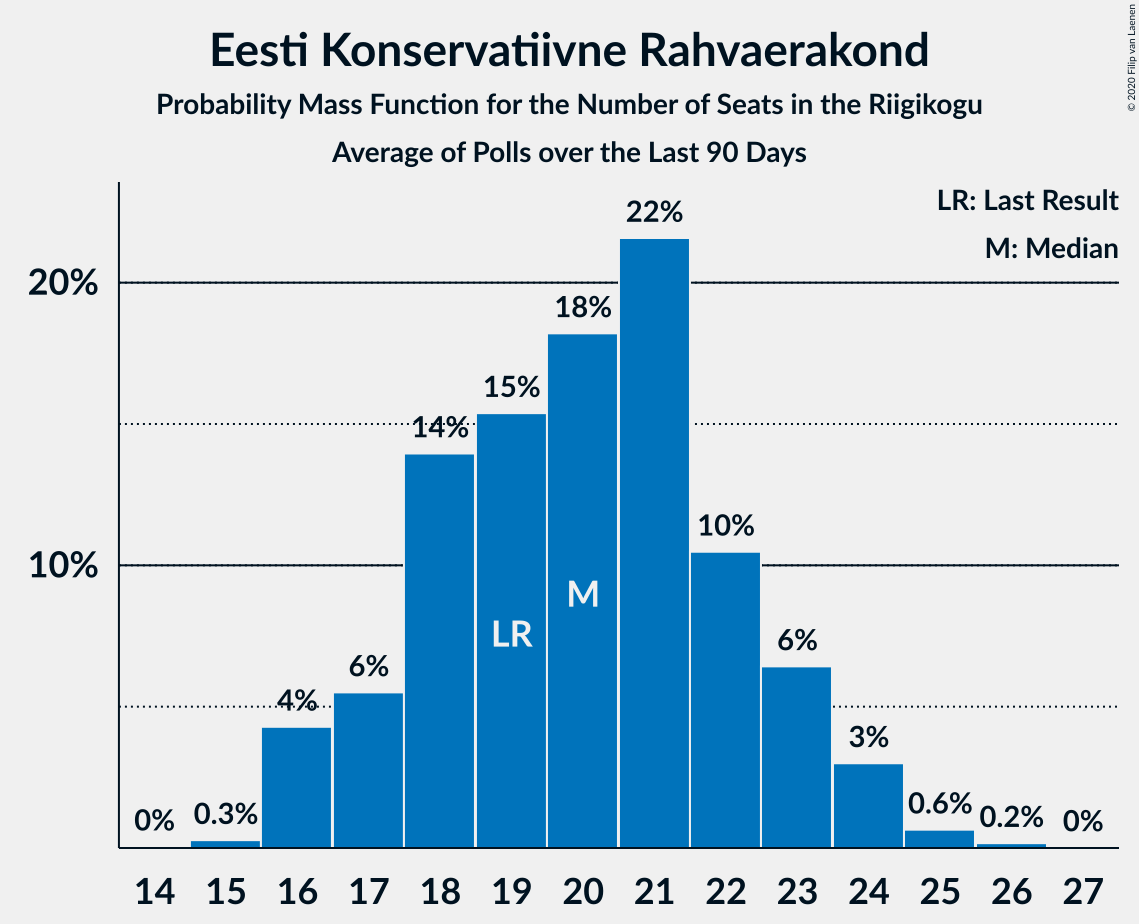 Eesti Konservatiivne Rahvaerakond
Probability Mass Function for the Number of Seats in the Riigikogu
Average of Polls over the Last 90 Days
© 2020 Filip van Laenen
LR: Last Result
M: Median
20%
10%
0%
0.3%
4%
6%
14%
15%
18%
22%
10%
6%
3%
0.6%
0.2%
0%
LR
M
14 15 16 17 18 19 20 21 22 23 24 25 26 27